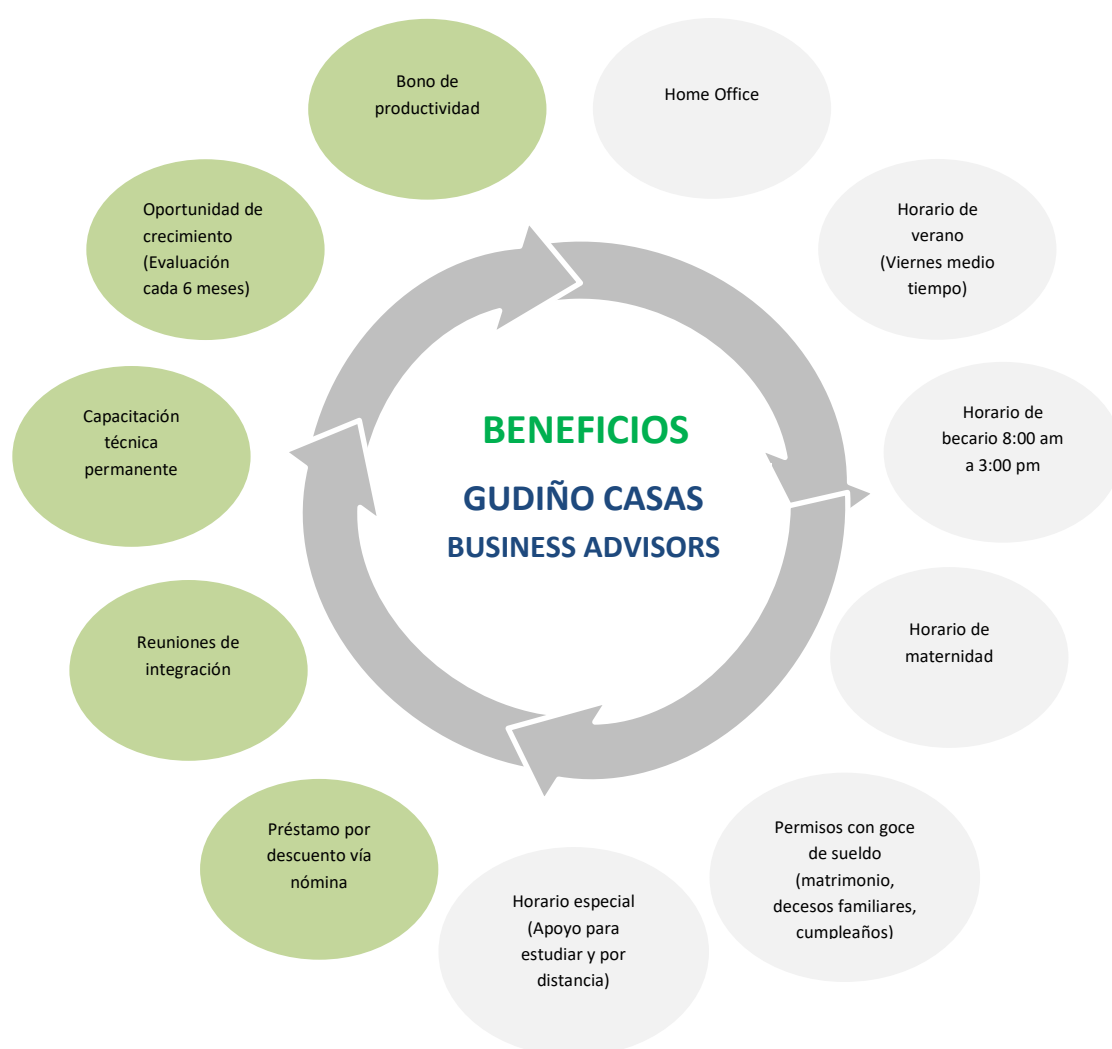 Bono de
productividad
Home Office
Oportunidad de
crecimiento
(Evaluación
cada 6 meses)
Horario de
verano
(Viernes medio
tiempo)
Capacitación
técnica
permanente
BENEFICIOS
GUDIÑO CASAS
BUSINESS ADVISORS
Horario de
becario 8:00 am
a 3:00 pm
Reuniones de
integración
Horario de
maternidad
Préstamo por
descuento vía
nómina
Horario especial
(Apoyo para
estudiar y por
distancia)
Permisos con goce
de sueldo
(matrimonio,
decesos familiares,
cumpleaños)